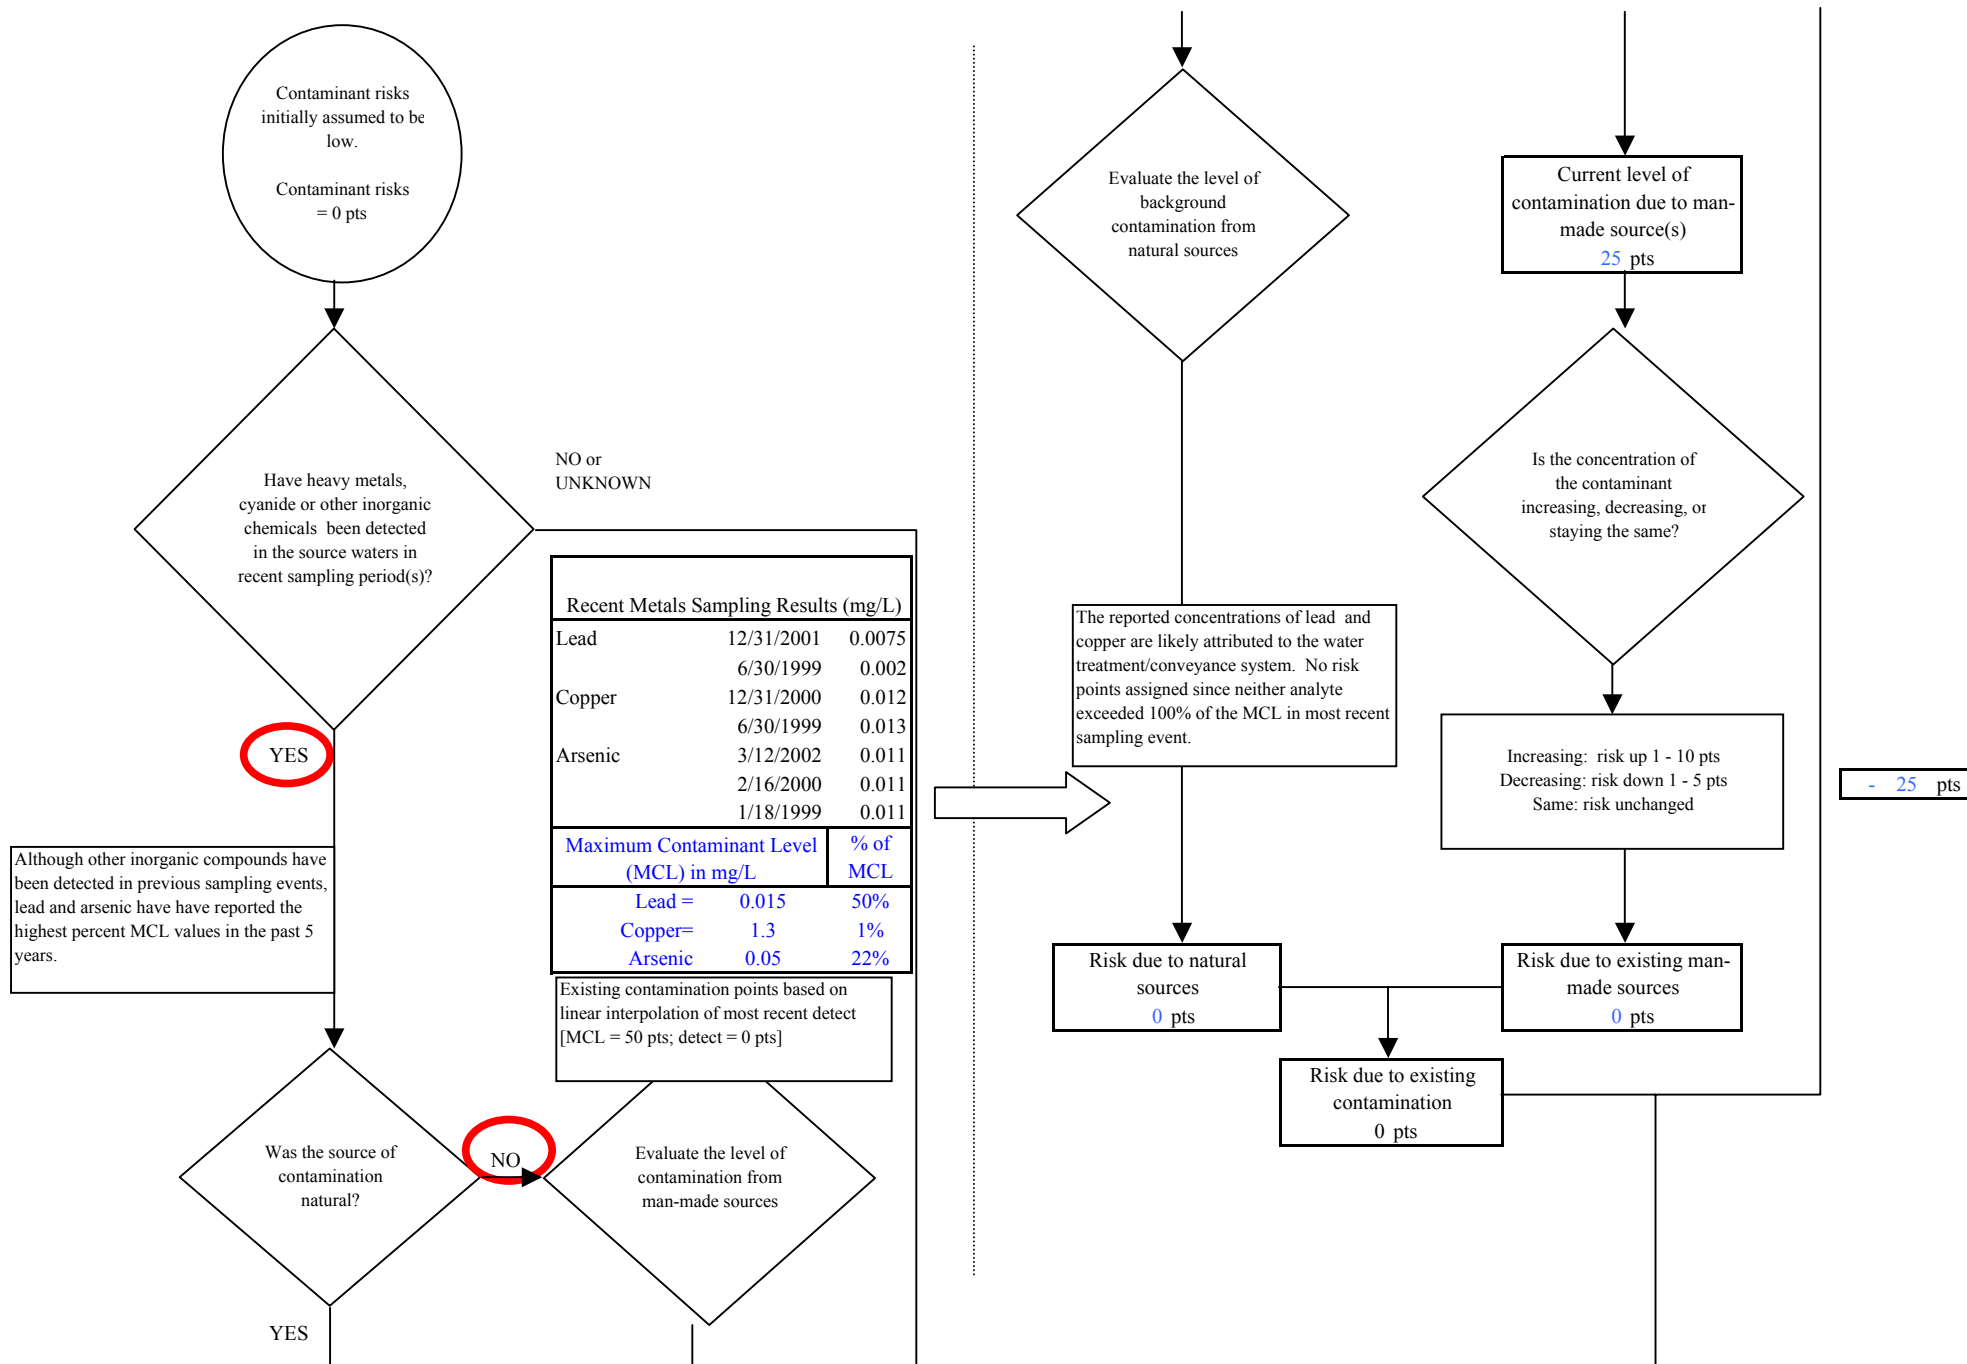 Contaminant risks
initially assumed to be
low.
Contaminant risks
= 0 pts
Have heavy metals,
cyanide or other inorganic
chemicals been detected
in the source waters in
recent sampling period(s)?
NO or
UNKNOWN
YES
Although other inorganic compounds have
been detected in previous sampling events,
lead and arsenic have have reported the
highest percent MCL values in the past 5
years.
Recent Metals Sampling Results (mg/L)
Lead 12/31/2001 0.0075
6/30/1999 0.002
Copper 12/31/2000 0.012
6/30/1999 0.013
Arsenic 3/12/2002 0.011
2/16/2000 0.011
1/18/1999 0.011
Maximum Contaminant Level % of
(MCL) in mg/L MCL
Lead = 0.015 50%
Copper= 1.3 1%
Arsenic 0.05 22%
Existing contamination points based on
linear interpolation of most recent detect
[MCL = 50 pts; detect = 0 pts]
Was the source of
contamination
natural?
NO
Evaluate the level of
contamination from
man-made sources
YES
Evaluate the level of
background
contamination from
natural sources
The reported concentrations of lead and
copper are likely attributed to the water
treatment/conveyance system. No risk
points assigned since neither analyte
exceeded 100% of the MCL in most recent
sampling event.
Risk due to natural
sources
0 pts
Current level of
contamination due to man-
made source(s)
25 pts
Is the concentration of
the contaminant
increasing, decreasing, or
staying the same?
Increasing: risk up 1 - 10 pts
Decreasing: risk down 1 - 5 pts
Same: risk unchanged
- 25 pts
Risk due to existing man-
made sources
0 pts
Risk due to existing
contamination
0 pts